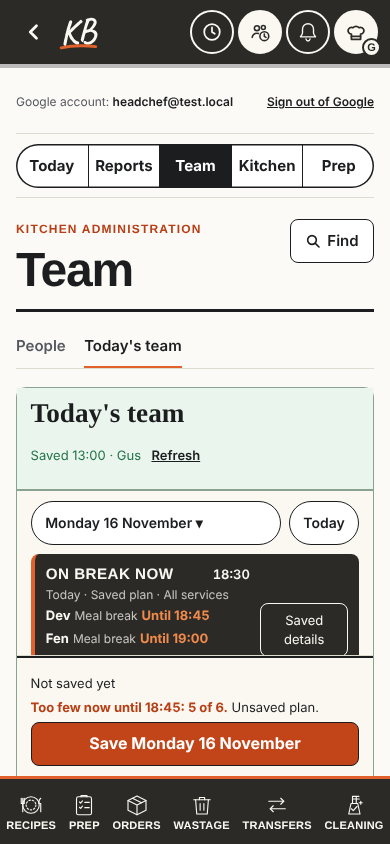 KB
G
Google account: headchef@test.local Sign out of Google
Today Reports Team Kitchen Prep
KITCHEN ADMINISTRATION
Team
Find
People Today's team
Today's team
Saved 13:00 · Gus Refresh
Monday 16 November ▾ Today
ON BREAK NOW 18:30
Today · Saved plan · All services
Dev Meal break Until 18:45
Fen Meal break Until 19:00
Saved
details
Not saved yet
Too few now until 18:45: 5 of 6. Unsaved plan.
Save Monday 16 November
RECIPES PREP ORDERS WASTAGE TRANSFERS CLEANING